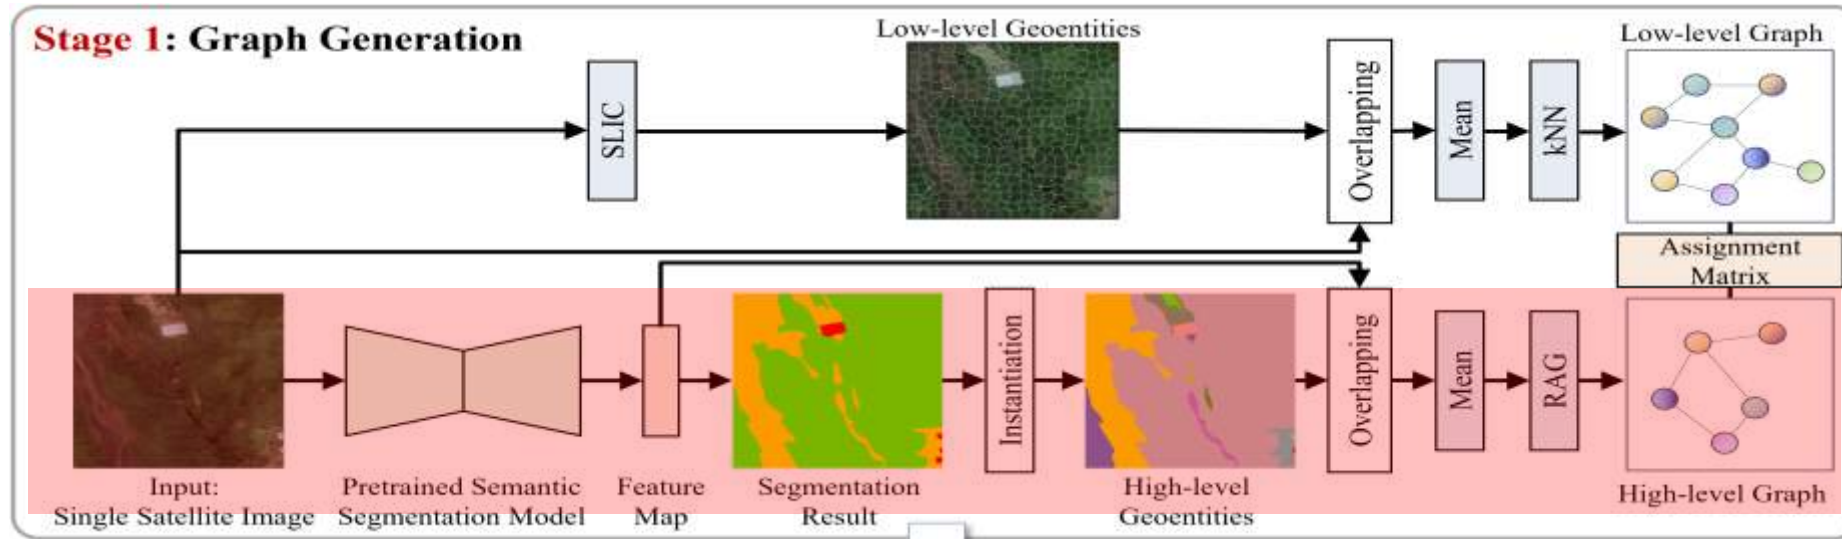 Stage 1: Graph Generation
Low-level Geoentities
Low-level Graph
SLIC
Overlapping
Mean
kNN
Assignment
Matrix
Instantiation
Overlapping
Mean
RAG
Input:
Single Satellite Image
Pretrained Semantic
Segmentation Model
Feature
Map
Segmentation
Result
High-level
Geoentities
High-level Graph